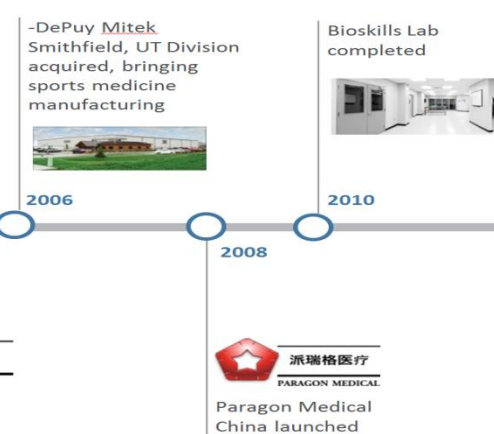 -DePuy Mitek
Smithfield, UT Division
acquired, bringing
sports medicine
manufacturing
2006
Bioskills Lab
completed
2010
2008
派瑞格医疗
PARAGON MEDICAL
Paragon Medical
China launched